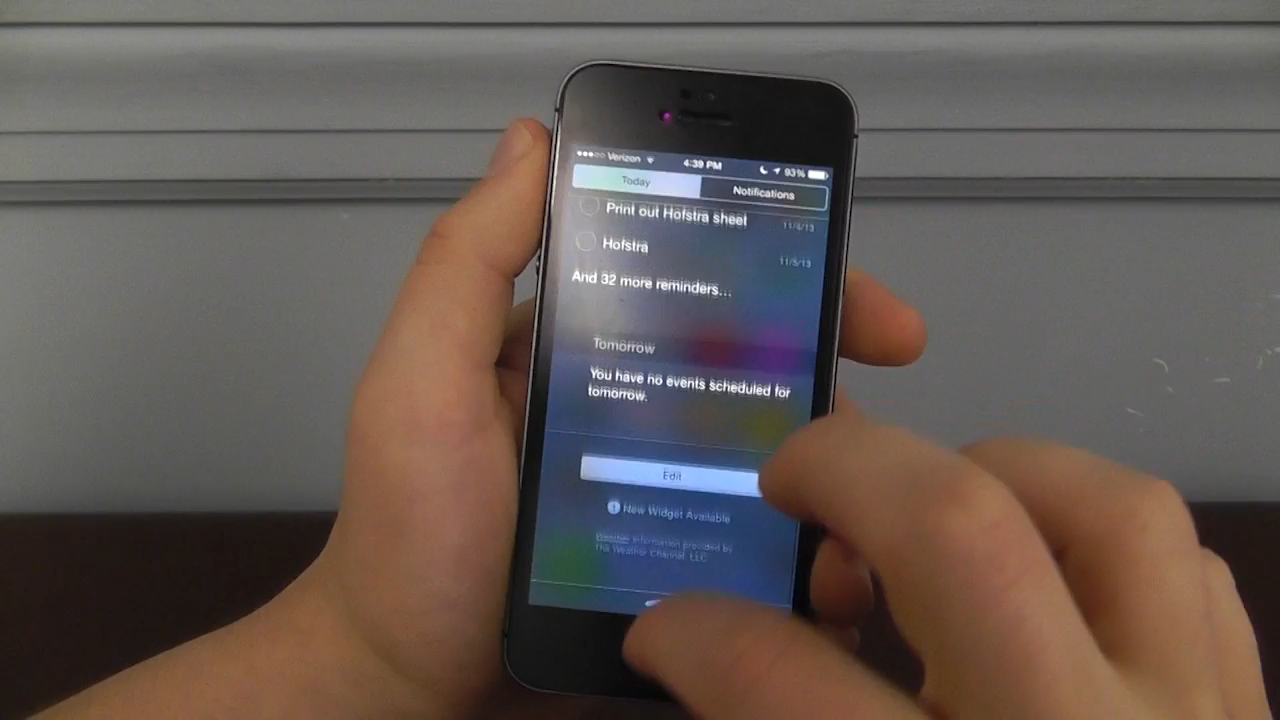 Verizon 4:39 PM 93%
Today Notifications
Print out Hofstra sheet
11/4/13
Hofstra
11/5/13
And 32 more reminders...
Tomorrow
You have no events scheduled for
tomorrow.
Edit
New Widget Available
Weather information provided by
The Weather Channel, LLC